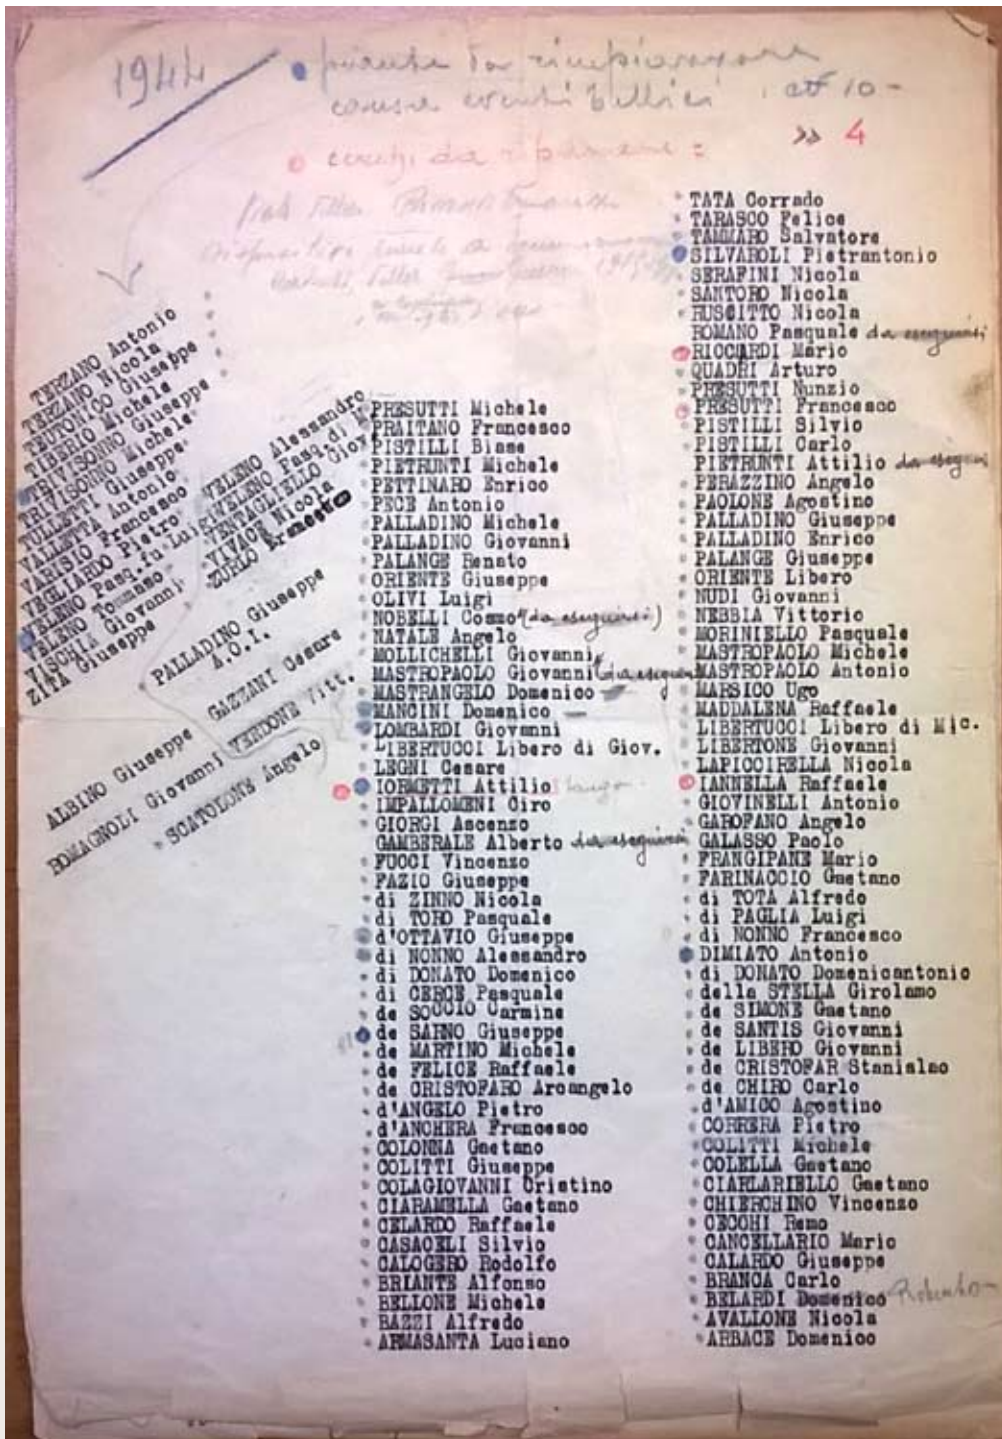 1944
piante da rimpiazzare
causa eventi bellici
10 -
» 4
cerchi da
TATA Corrado
TARASCO Felice
TAMMARO Salvatore
SILVAROLI Pietrantonio
SERAFINI Nicola
SANTORO Nicola
RUSCITTO Nicola
ROMANO Pasquale da eseguirsi
RICCIARDI Mario
QUADRI Arturo
PRESUTTI Nunzio
PRESUTTI Francesco
PISTILLI Silvio
PISTILLI Carlo
PIETRUNTI Attilio da
PERAZZINO Angelo
PAOLONE Agostino
PALLADINO Giuseppe
PALLADINO Enrico
PALANGE Giuseppe
ORIENTE Libero
NUDI Giovanni
NEBBIA Vittorio
MORINIELLO Pasquale
MASTROPAOLO Michele
MASTROPAOLO Antonio
MARSICO Ugo
MADDALENA Raffaele
LIBERTUCCI Libero di Mic.
LIBERTONE Giovanni
LAPICCIRELLA Nicola
IANNELLA Raffaele
GIOVINELLI Antonio
GAROFANO Angelo
GALASSO Paolo
FRANGIPANE Mario
FARINACCIO Gaetano
di TOTA Alfredo
di PAGLIA Luigi
di NONNO Francesco
DIMIATO Antonio
di DONATO Domenicantonio
della STELLA Girolamo
de SIMONE Gaetano
de SANTIS Giovanni
de LIBERO Giovanni
de CRISTOFAR Stanialao
de CHIRO Carlo
d'AMICO Agostino
CORRERA Pietro
COLITTI Michele
COLELLA Gaetano
CIARLARIELLO Gaetano
CHIERCHINO Vincenzo
CECCHI Remo
CANCELLARIO Mario
CALARDO Giuseppe
BRANCA Carlo
BELARDI Domenico Roberto
AVALLONE Nicola
ARBACE Domenico
PRESUTTI Michele
PRAITANO Francesco
PISTILLI Biase
PIETRUNTI Michele
PETTINARO Enrico
PECE Antonio
PALLADINO Michele
PALLADINO Giovanni
PALANGE Renato
ORIENTE Giuseppe
OLIVI Luigi
NOBELLI Cosmo (da eseguirsi)
NATALE Angelo
MOLLICHELLI Giovanni
MASTROPAOLO Giovanni (da
MASTRANGELO Domenico
MANCINI Domenico
LOMBARDI Giovanni
LIBERTUCCI Libero di Giov.
LEGNI Cesare
IORMETTI Attilio
IMPALLOMENI Ciro
GIORGI Ascenzo
GAMBERALE Alberto da eseguirsi
FUCCI Vincenzo
FAZIO Giuseppe
di ZINNO Nicola
di TORO Pasquale
d'OTTAVIO Giuseppe
di NONNO Alessandro
di DONATO Domenico
di CERCE Pasquale
de SOCCIO Carmine
de SARNO Giuseppe
de MARTINO Michele
de FELICE Raffaele
de CRISTOFARO Arcangelo
d'ANGELO Pietro
d'ANCHERA Francesco
COLONNA Gaetano
COLITTI Giuseppe
COLAGIOVANNI Cristino
CIARAMELLA Gaetano
CELARDO Raffaele
CASACELI Silvio
CALOGERO Rodolfo
BRIANTE Alfonso
BELLONE Michele
BAZZI Alfredo
ARMASANTA Luciano
TERZANO Antonio
TERZANO Nicola
TEUTONICO Giuseppe
TIBERIO Michele
TRIVISONNO Giuseppe
TRIVISONNO Michele
TULLETTI Giuseppe
VALLETTA Antonio
VARISIO Francesco
VEGLIARDO Pietro
VELENO Pasq.fu Luigi
VELENO Tommaso
VISCHIA Giovanni
ZITA Giuseppe
VELENO Alessandro
VELENO Pasq. di
VENTAGLIELLO Giov
VIVACE Nicola
ZURLO Ernesto
PALLADINO Giuseppe
A.O.I.
GAZZANI Cesare
ALBINO Giuseppe VERDONE Vitt.
ROMAGNOLI Giovanni
SCATOLONE Angelo